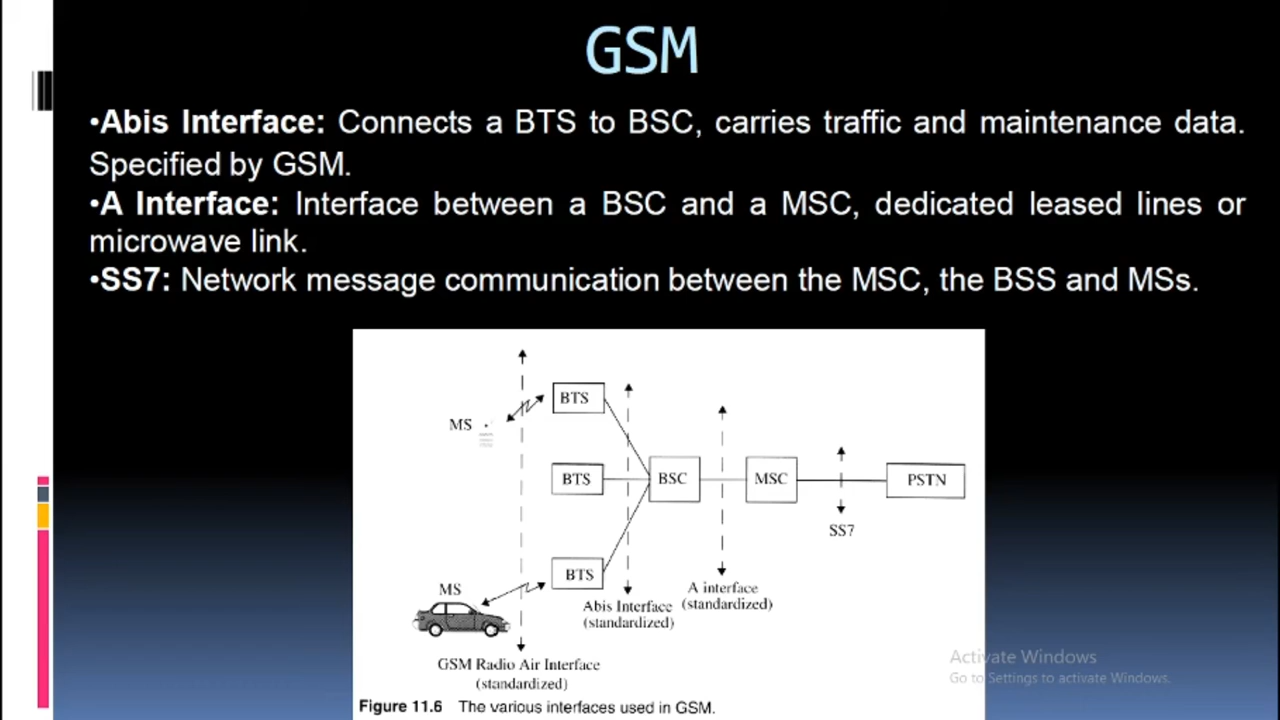 GSM
•Abis Interface: Connects a BTS to BSC, carries traffic and maintenance data.
Specified by GSM.
•A Interface: Interface between a BSC and a MSC, dedicated leased lines or
microwave link.
•SS7: Network message communication between the MSC, the BSS and MSs.
BTS
MS
BTS
BSC
MSC
PSTN
SS7
BTS
MS
A interface
(standardized)
Abis Interface
(standardized)
GSM Radio Air Interface
(standardized)
Figure 11.6 The various interfaces used in GSM.
Activate Windows
Go to Settings to activate Windows.